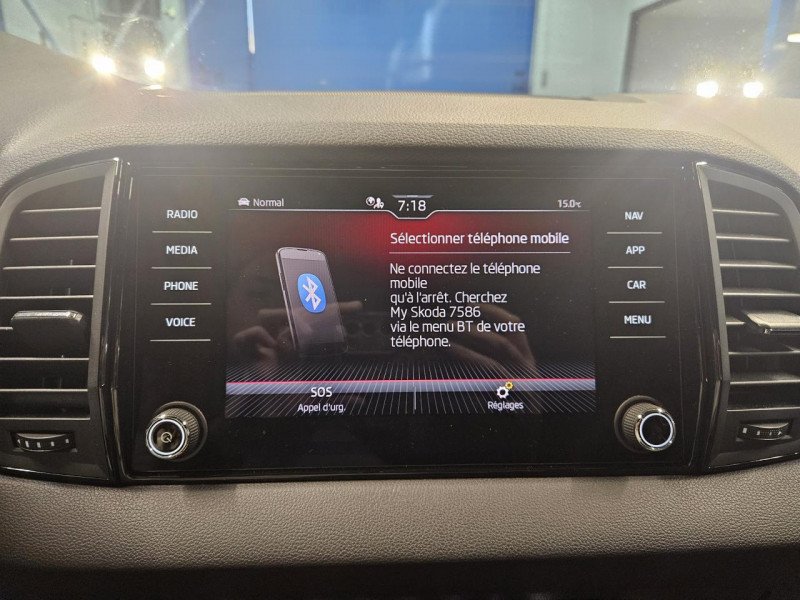 Normal
7:18
15.0°C
RADIO
MEDIA
PHONE
VOICE
Sélectionner téléphone mobile
Ne connectez le téléphone
mobile
qu'à l'arrêt. Cherchez
My Skoda 7586
via le menu BT de votre
téléphone.
SOS
Appel d'urg.
Réglages
NAV
APP
CAR
MENU